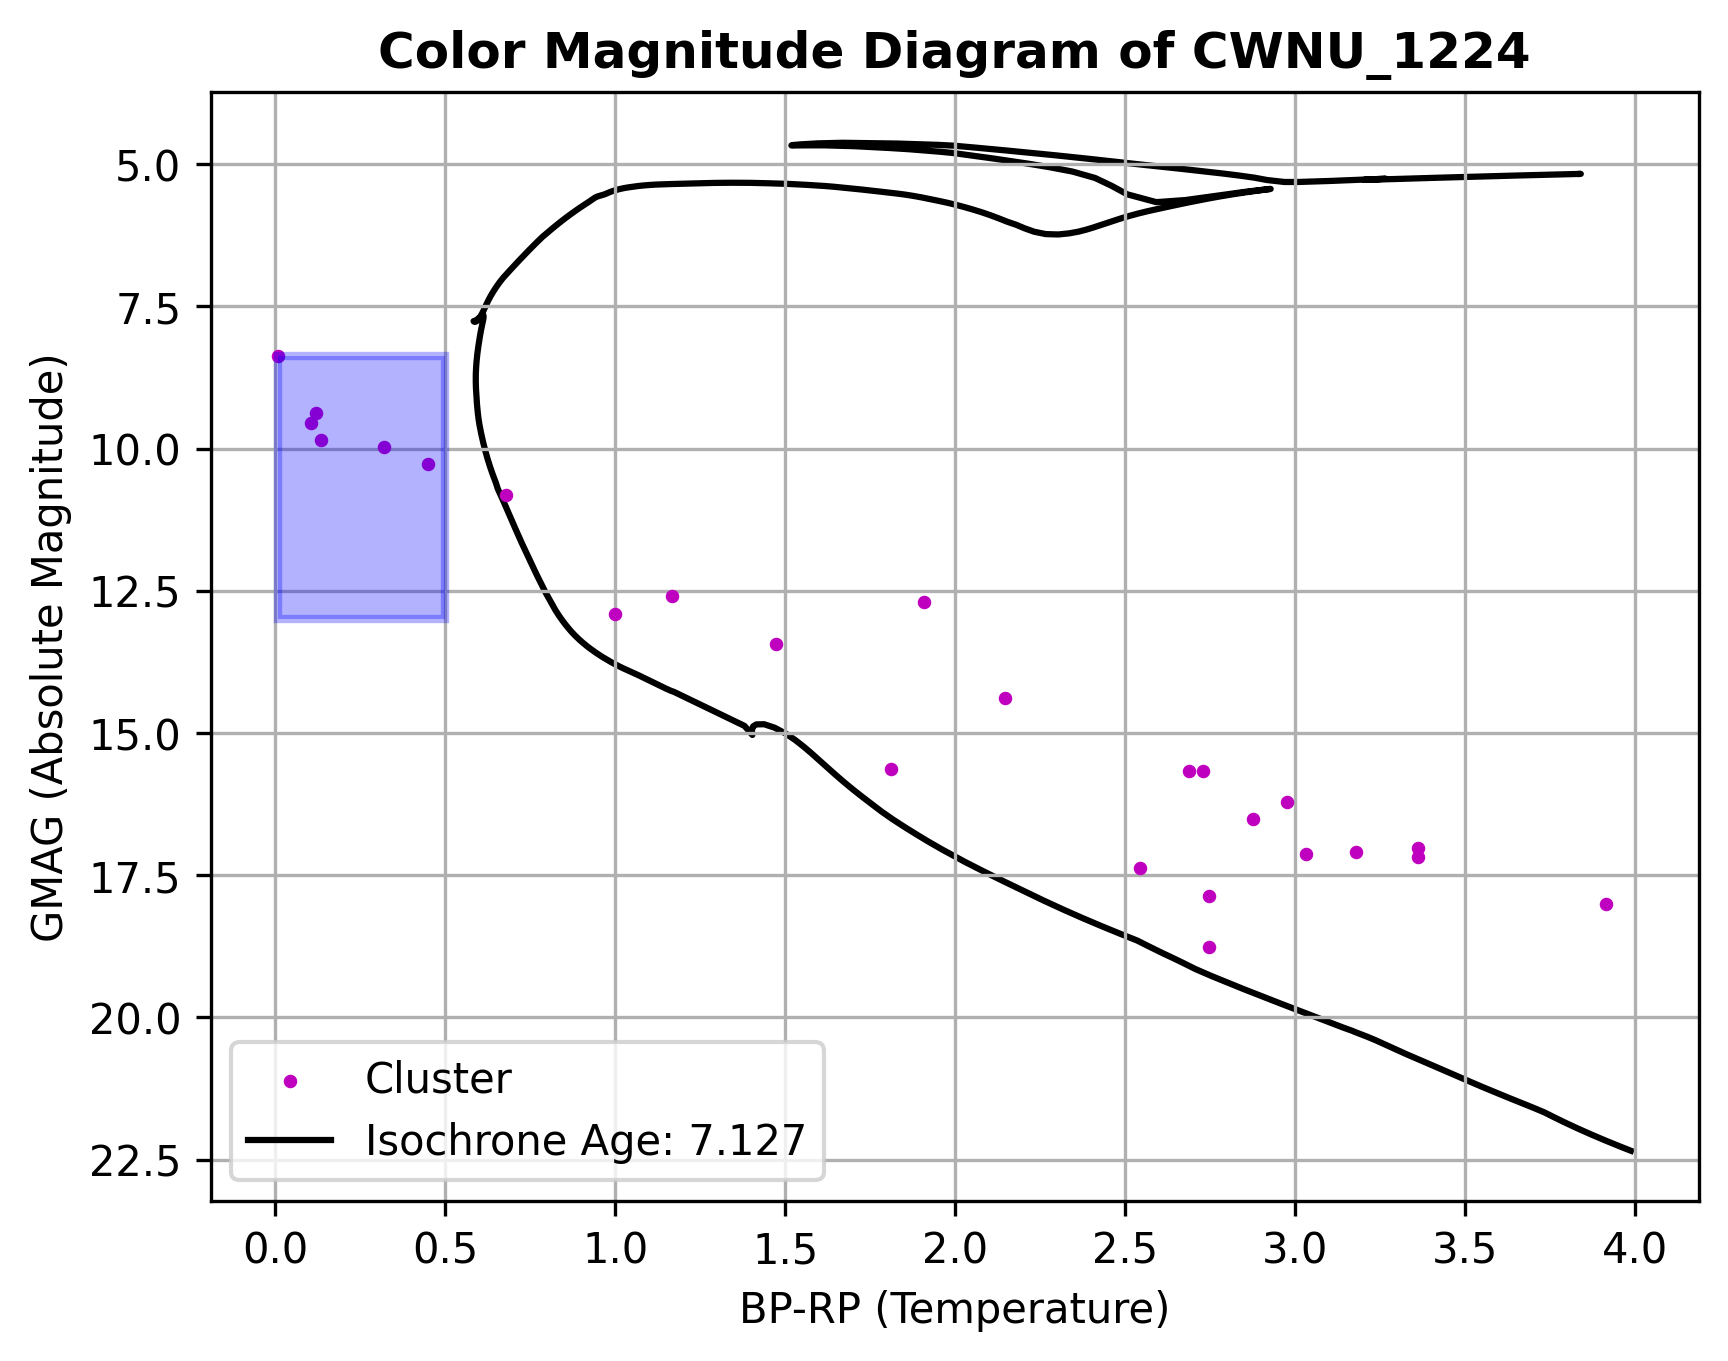 Color Magnitude Diagram of CWNU_1224
GMAG (Absolute Magnitude)
5.0
7.5
10.0
12.5
15.0
17.5
20.0
22.5
Cluster
Isochrone Age: 7.127
0.0 0.5 1.0 1.5 2.0 2.5 3.0 3.5 4.0
BP-RP (Temperature)